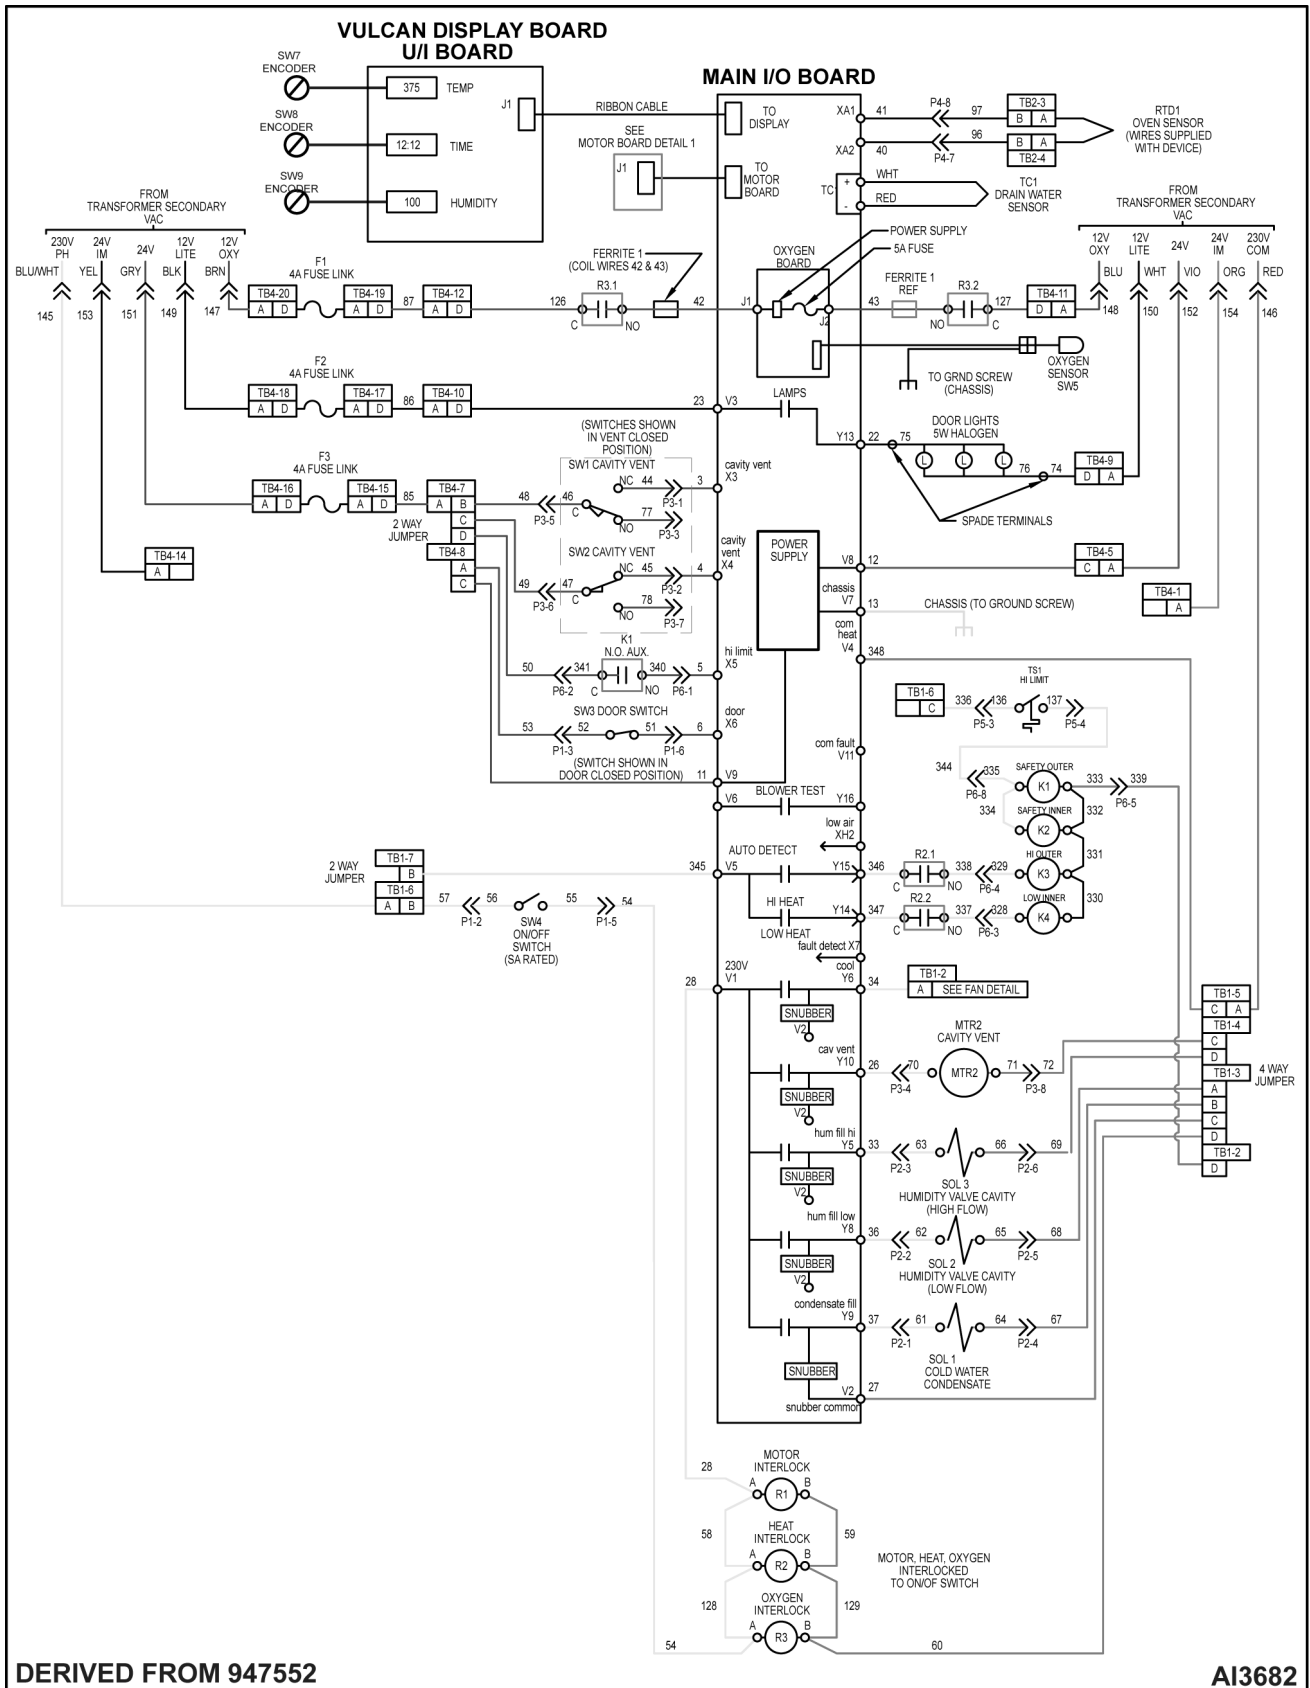 VULCAN DISPLAY BOARD
U/I BOARD
SW7
ENCODER
375
TEMP
SW8
ENCODER
12:12
TIME
SW9
ENCODER
100
HUMIDITY
J1
RIBBON CABLE
SEE
MOTOR BOARD DETAIL 1
J1
MAIN I/O BOARD
TO
DISPLAY
TO
MOTOR
BOARD
XA1
41
P4-8
97
TB2-3
B A
XA2
40
P4-7
96
B A
TB2-4
RTD1
OVEN SENSOR
(WIRES SUPPLIED
WITH DEVICE)
TC
+
-
WHT
RED
TC1
DRAIN WATER
SENSOR
FROM
TRANSFORMER SECONDARY
VAC
230V
PH
24V
IM
24V
12V
LITE
12V
OXY
BLU/WHT
YEL
GRY
BLK
BRN
145
153
151
149
147
FROM
TRANSFORMER SECONDARY
VAC
12V
OXY
12V
LITE
24V
24V
IM
230V
COM
BLU
WHT
VIO
ORG
RED
148
150
152
154
146
F1
4A FUSE LINK
TB4-20
A D
TB4-19
A D
87
TB4-12
A D
126
R3.1
C
NO
FERRITE 1
(COIL WIRES 42 & 43)
42
J1
OXYGEN
BOARD
POWER SUPPLY
5A FUSE
J2
43
FERRITE 1
REF
R3.2
NO
C
127
TB4-11
D A
OXYGEN
SENSOR
SW5
TO GRND SCREW
(CHASSIS)
F2
4A FUSE LINK
TB4-18
A D
TB4-17
A D
86
TB4-10
A D
23
V3
LAMPS
Y13
22
75
DOOR LIGHTS
5W HALOGEN
L
L
L
76
74
TB4-9
D A
SPADE TERMINALS
F3
4A FUSE LINK
TB4-16
A D
TB4-15
A D
85
TB4-7
A B
C
D
TB4-8
A
C
2 WAY
JUMPER
TB4-14
A
(SWITCHES SHOWN
IN VENT CLOSED
POSITION)
SW1 CAVITY VENT
48
P3-5
46
C
NC
44
P3-1
3
cavity vent
X3
NO
77
P3-3
SW2 CAVITY VENT
49
P3-6
47
C
NC
45
P3-2
4
cavity
vent
X4
NO
78
P3-7
K1
N.O. AUX.
50
P6-2
341
C
NO
340
P6-1
5
hi limit
X5
SW3 DOOR SWITCH
53
P1-3
52
51
P1-6
6
door
X6
(SWITCH SHOWN IN
DOOR CLOSED POSITION)
11
V9
POWER
SUPPLY
V8
12
TB4-5
C A
chassis
V7
13
CHASSIS (TO GROUND SCREW)
TB4-1
A
com
heat
V4
348
TB1-6
C
336
P5-3
136
TS1
HI LIMIT
137
P5-4
com fault
V11
344
335
P6-8
SAFETY OUTER
K1
333
339
P6-5
334
SAFETY INNER
K2
332
V6
BLOWER TEST
Y16
low air
XH2
2 WAY
JUMPER
TB1-7
B
TB1-6
A B
345
V5
AUTO DETECT
Y15
346
R2.1
C
NO
338
P6-4
329
HI OUTER
K3
331
HI HEAT
Y14
347
R2.2
C
NO
337
P6-3
328
LOW INNER
K4
330
LOW HEAT
57
P1-2
56
SW4
ON/OFF
SWITCH
(SA RATED)
55
P1-5
54
fault detect X7
230V
V1
28
cool
Y6
34
TB1-2
A SEE FAN DETAIL
SNUBBER
V2
TB1-5
C A
TB1-4
C
D
TB1-3
A
B
C
D
TB1-2
D
4 WAY
JUMPER
cav vent
Y10
26
P3-4
70
MTR2
CAVITY VENT
MTR2
71
P3-8
72
SNUBBER
V2
hum fill hi
Y5
33
P2-3
63
66
P2-6
69
SNUBBER
V2
SOL 3
HUMIDITY VALVE CAVITY
(HIGH FLOW)
hum fill low
Y8
36
P2-2
62
65
P2-5
68
SNUBBER
V2
SOL 2
HUMIDITY VALVE CAVITY
(LOW FLOW)
condensate fill
Y9
37
P2-1
61
64
P2-4
67
SNUBBER
SOL 1
COLD WATER
CONDENSATE
V2
27
snubber common
MOTOR
INTERLOCK
28
A
R1
B
58
59
HEAT
INTERLOCK
A
R2
B
MOTOR, HEAT, OXYGEN
INTERLOCKED
TO ON/OF SWITCH
128
129
OXYGEN
INTERLOCK
A
R3
B
54
60
DERIVED FROM 947552
AI3682